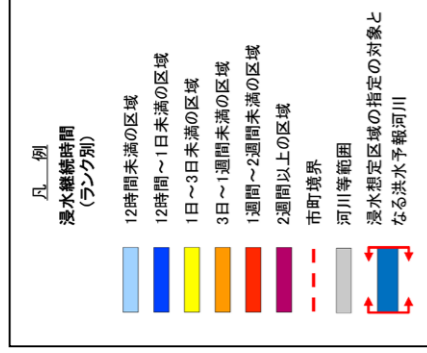 凡　例
浸水継続時間
(ランク別)
12時間未満の区域
12時間～1日未満の区域
1日～3日未満の区域
3日～1週間未満の区域
1週間～2週間未満の区域
2週間以上の区域
市町境界
河川等範囲
浸水想定区域の指定の対象と
なる洪水予報河川